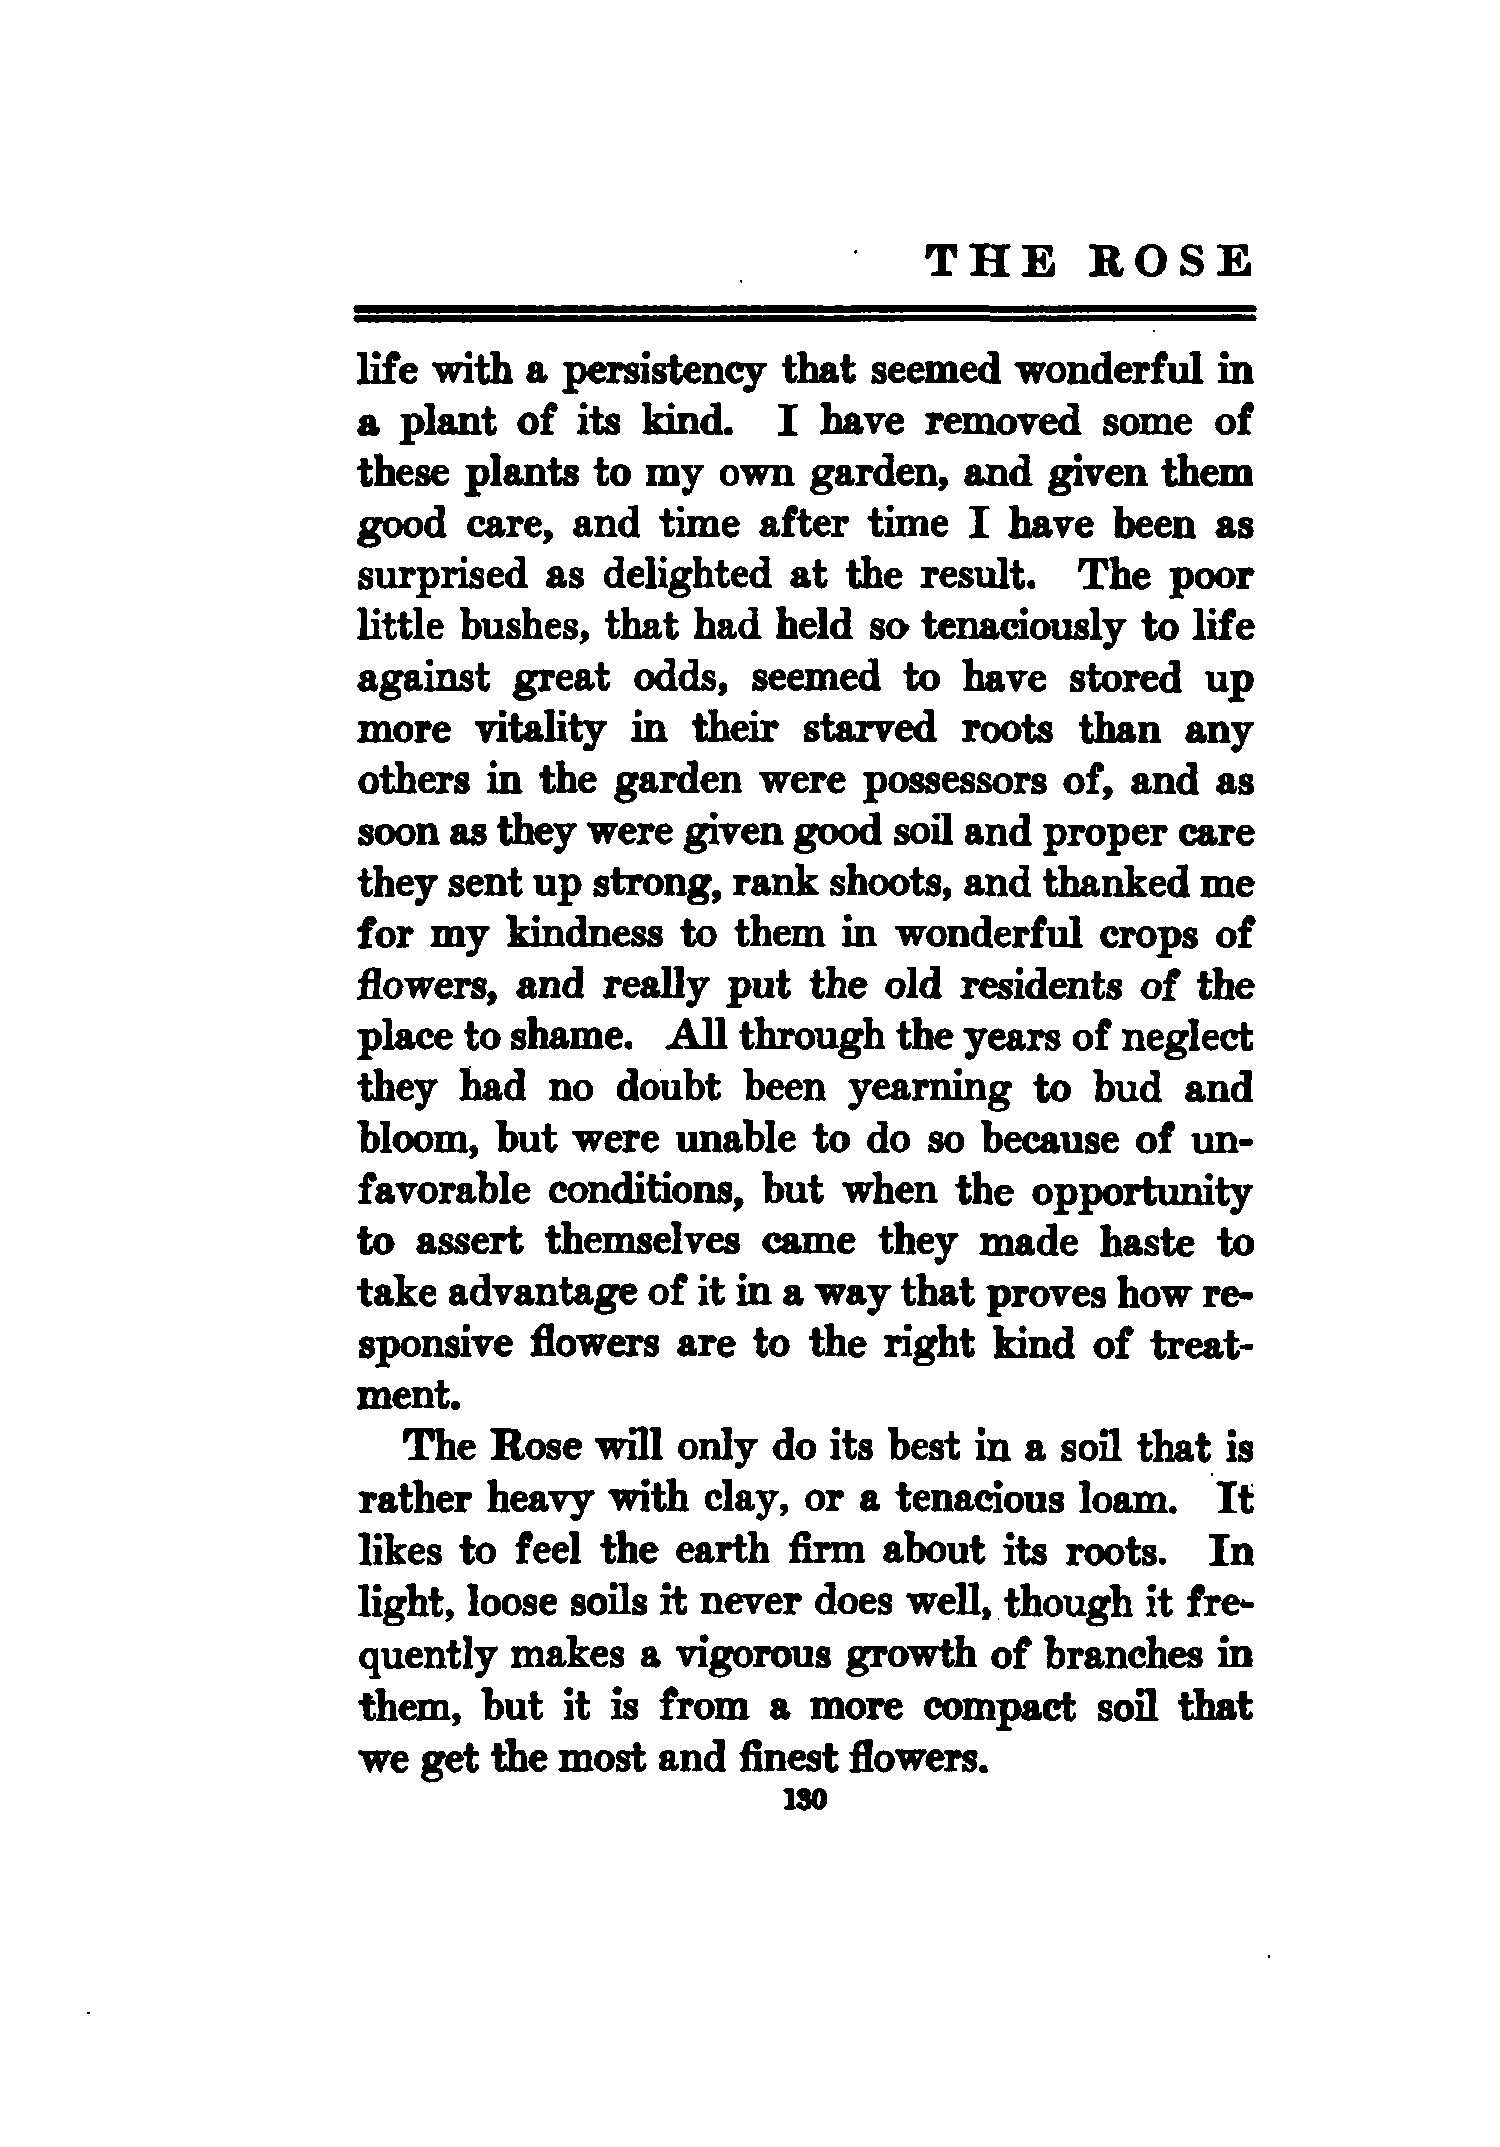 THE ROSE
life with a persistency that seemed wonderful in
a plant of its kind. I have removed some of
these plants to my own garden, and given them
good care, and time after time I have been as
surprised as delighted at the result. The poor
little bushes, that had held so tenaciously to life
against great odds, seemed to have stored up
more vitality in their starved roots than any
others in the garden were possessors of, and as
soon as they were given good soil and proper care
they sent up strong, rank shoots, and thanked me
for my kindness to them in wonderful crops of
flowers, and really put the old residents of the
place to shame. All through the years of neglect
they had no doubt been yearning to bud and
bloom, but were unable to do so because of un-
favorable conditions, but when the opportunity
to assert themselves came they made haste to
take advantage of it in a way that proves how re-
sponsive flowers are to the right kind of treat-
ment.
The Rose will only do its best in a soil that is
rather heavy with clay, or a tenacious loam. It
likes to feel the earth firm about its roots. In
light, loose soils it never does well, though it fre-
quently makes a vigorous growth of branches in
them, but it is from a more compact soil that
we get the most and finest flowers.
130